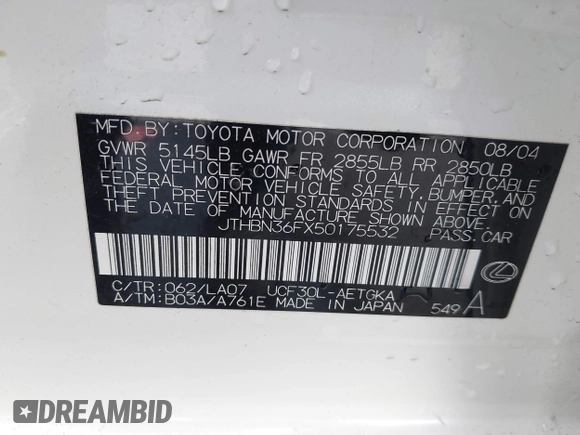 MFD. BY: TOYOTA MOTOR CORPORATION 08/04
GVWR 5145LB GAWR FR 2855LB RR 2850LB
THIS VEHICLE CONFORMS TO ALL APPLICABLE
FEDERAL MOTOR VEHICLE SAFETY, BUMPER, AND
THEFT PREVENTION STANDARDS IN EFFECT ON
THE DATE OF MANUFACTURE SHOWN ABOVE.
JTHBN36FX50175532 PASS. CAR
C/TR: 062/LA07 UCF30L-AETGKA
A/TM: B03A/A761E MADE IN JAPAN 549 A
DREAMBID